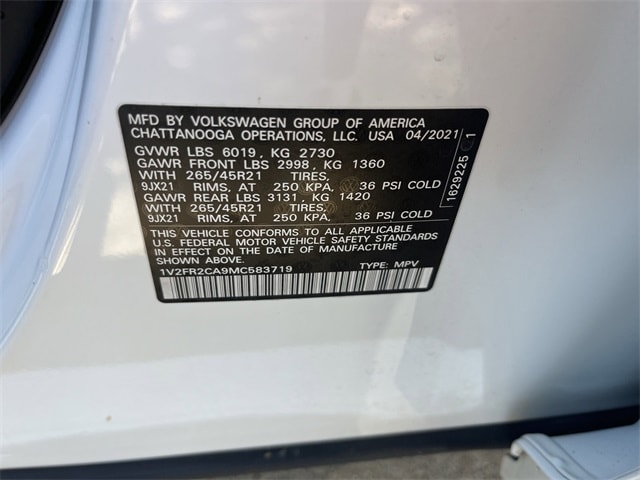 MFD BY VOLKSWAGEN GROUP OF AMERICA
CHATTANOOGA OPERATIONS, LLC. USA 04/2021
GVWR LBS 6019, KG 2730
GAWR FRONT LBS 2998, KG 1360
WITH 265/45R21 TIRES,
9JX21 RIMS, AT 250 KPA, 36 PSI COLD
GAWR REAR LBS 3131, KG 1420
WITH 265/45R21 TIRES,
9JX21 RIMS, AT 250 KPA, 36 PSI COLD
THIS VEHICLE CONFORMS TO ALL APPLICABLE
U.S. FEDERAL MOTOR VEHICLE SAFETY STANDARDS
IN EFFECT ON THE DATE OF MANUFACTURE
SHOWN ABOVE.
1V2FR2CA9MC583719 TYPE: MPV
1629225 C 1